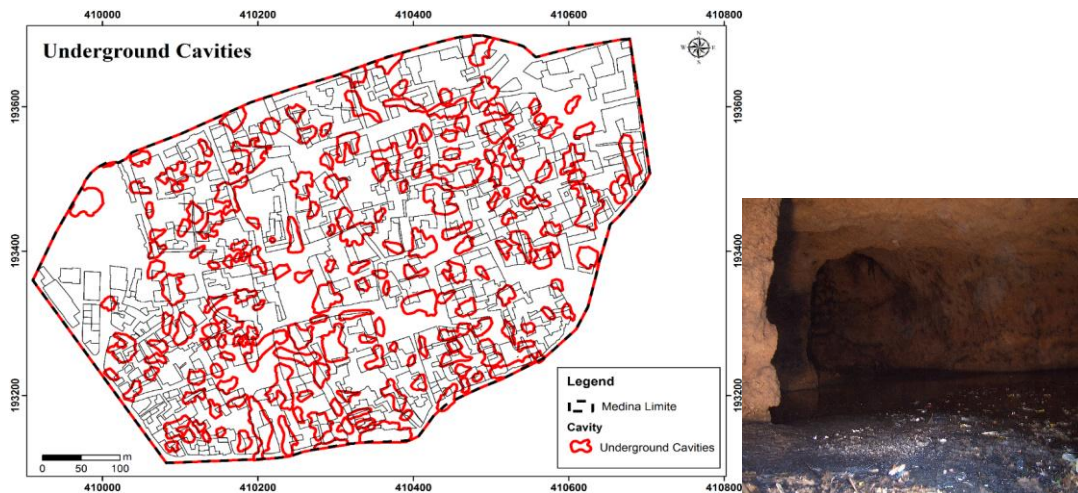 410000 410200 410400 410600 410800
Underground Cavities
N
W E
S
193600 193600
193400 193400
193200 193200
Legend
Medina Limite
Cavity
Underground Cavities
0 50 100 m
410000 410200 410400 410600 410800